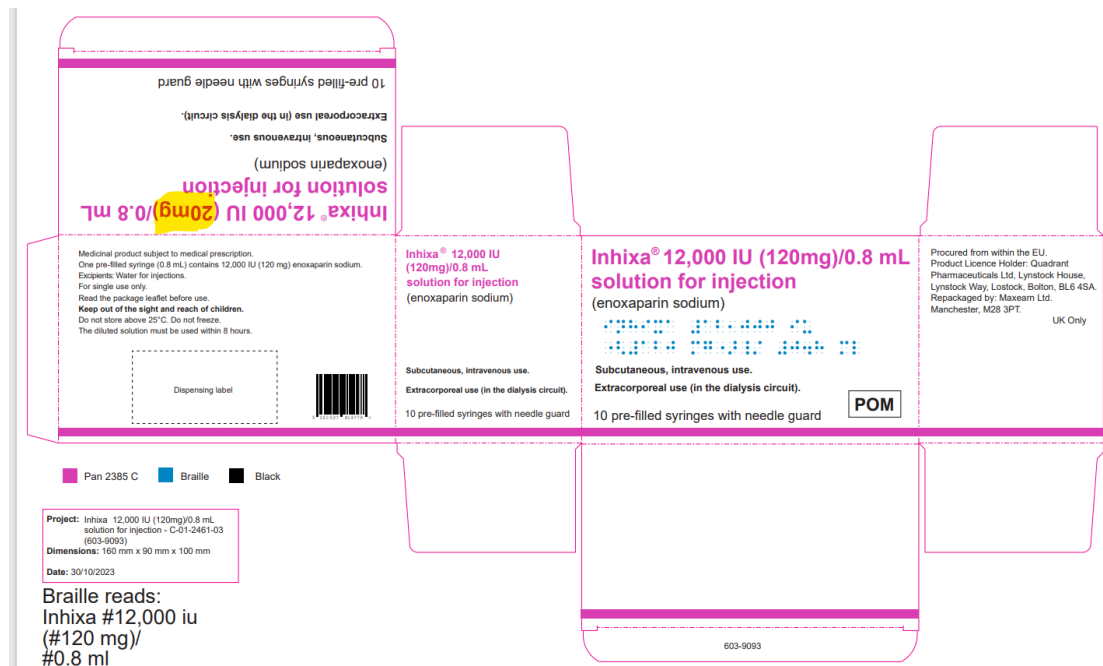 Inhixa® 12,000 IU (20mg)/0.8 mL
solution for injection
(enoxaparin sodium)
Subcutaneous, intravenous use.
Extracorporeal use (in the dialysis circuit).
10 pre-filled syringes with needle guard
Medicinal product subject to medical prescription.
One pre-filled syringe (0.8 mL) contains 12,000 IU (120 mg) enoxaparin sodium.
Excipients: Water for injections.
For single use only.
Read the package leaflet before use.
Keep out of the sight and reach of children.
Do not store above 25°C. Do not freeze.
The diluted solution must be used within 8 hours.
Dispensing label
Inhixa® 12,000 IU
(120mg)/0.8 mL
solution for injection
(enoxaparin sodium)
Subcutaneous, intravenous use.
Extracorporeal use (in the dialysis circuit).
10 pre-filled syringes with needle guard
Inhixa® 12,000 IU (120mg)/0.8 mL
solution for injection
(enoxaparin sodium)
Subcutaneous, intravenous use.
Extracorporeal use (in the dialysis circuit).
10 pre-filled syringes with needle guard
POM
Procured from within the EU.
Product Licence Holder: Quadrant
Pharmaceuticals Ltd, Lynstock House,
Lynstock Way, Lostock, Bolton, BL6 4SA.
Repackaged by: Maxearn Ltd.
Manchester, M28 3PT.
UK Only
Pan 2385 C
Braille
Black
Project: Inhixa 12,000 IU (120mg)/0.8 mL
solution for injection - C-01-2461-03
(603-9093)
Dimensions: 160 mm x 90 mm x 100 mm
Date: 30/10/2023
Braille reads:
Inhixa #12,000 iu
(#120 mg)/
#0.8 ml
603-9093